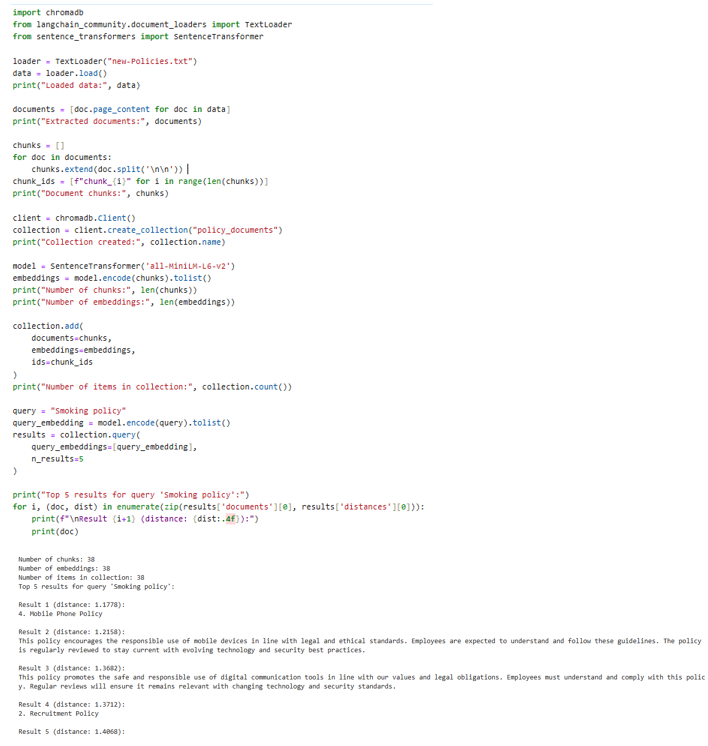 import chromadb
from langchain_community.document_loaders import TextLoader
from sentence_transformers import SentenceTransformer
loader = TextLoader("new-Policies.txt")
data = loader.load()
print("Loaded data:", data)
documents = [doc.page_content for doc in data]
print("Extracted documents:", documents)
chunks = []
for doc in documents:
    chunks.extend(doc.split('\n\n'))
chunk_ids = [f"chunk_{i}" for i in range(len(chunks))]
print("Document chunks:", chunks)
client = chromadb.Client()
collection = client.create_collection("policy_documents")
print("Collection created:", collection.name)
model = SentenceTransformer('all-MiniLM-L6-v2')
embeddings = model.encode(chunks).tolist()
print("Number of chunks:", len(chunks))
print("Number of embeddings:", len(embeddings))
collection.add(
    documents=chunks,
    embeddings=embeddings,
    ids=chunk_ids
)
print("Number of items in collection:", collection.count())
query = "Smoking policy"
query_embedding = model.encode(query).tolist()
results = collection.query(
    query_embeddings=[query_embedding],
    n_results=5
)
print("Top 5 results for query 'Smoking policy':")
for i, (doc, dist) in enumerate(zip(results['documents'][0], results['distances'][0])):
    print(f"\nResult {i+1} (distance: {dist:.4f}):")
    print(doc)
Number of chunks: 38
Number of embeddings: 38
Number of items in collection: 38
Top 5 results for query 'Smoking policy':
Result 1 (distance: 1.1778):
4. Mobile Phone Policy
Result 2 (distance: 1.2158):
This policy encourages the responsible use of mobile devices in line with legal and ethical standards. Employees are expected to understand and follow these guidelines. The policy
is regularly reviewed to stay current with evolving technology and security best practices.
Result 3 (distance: 1.3682):
This policy promotes the safe and responsible use of digital communication tools in line with our values and legal obligations. Employees must understand and comply with this polic
y. Regular reviews will ensure it remains relevant with changing technology and security standards.
Result 4 (distance: 1.3712):
2. Recruitment Policy
Result 5 (distance: 1.4068):